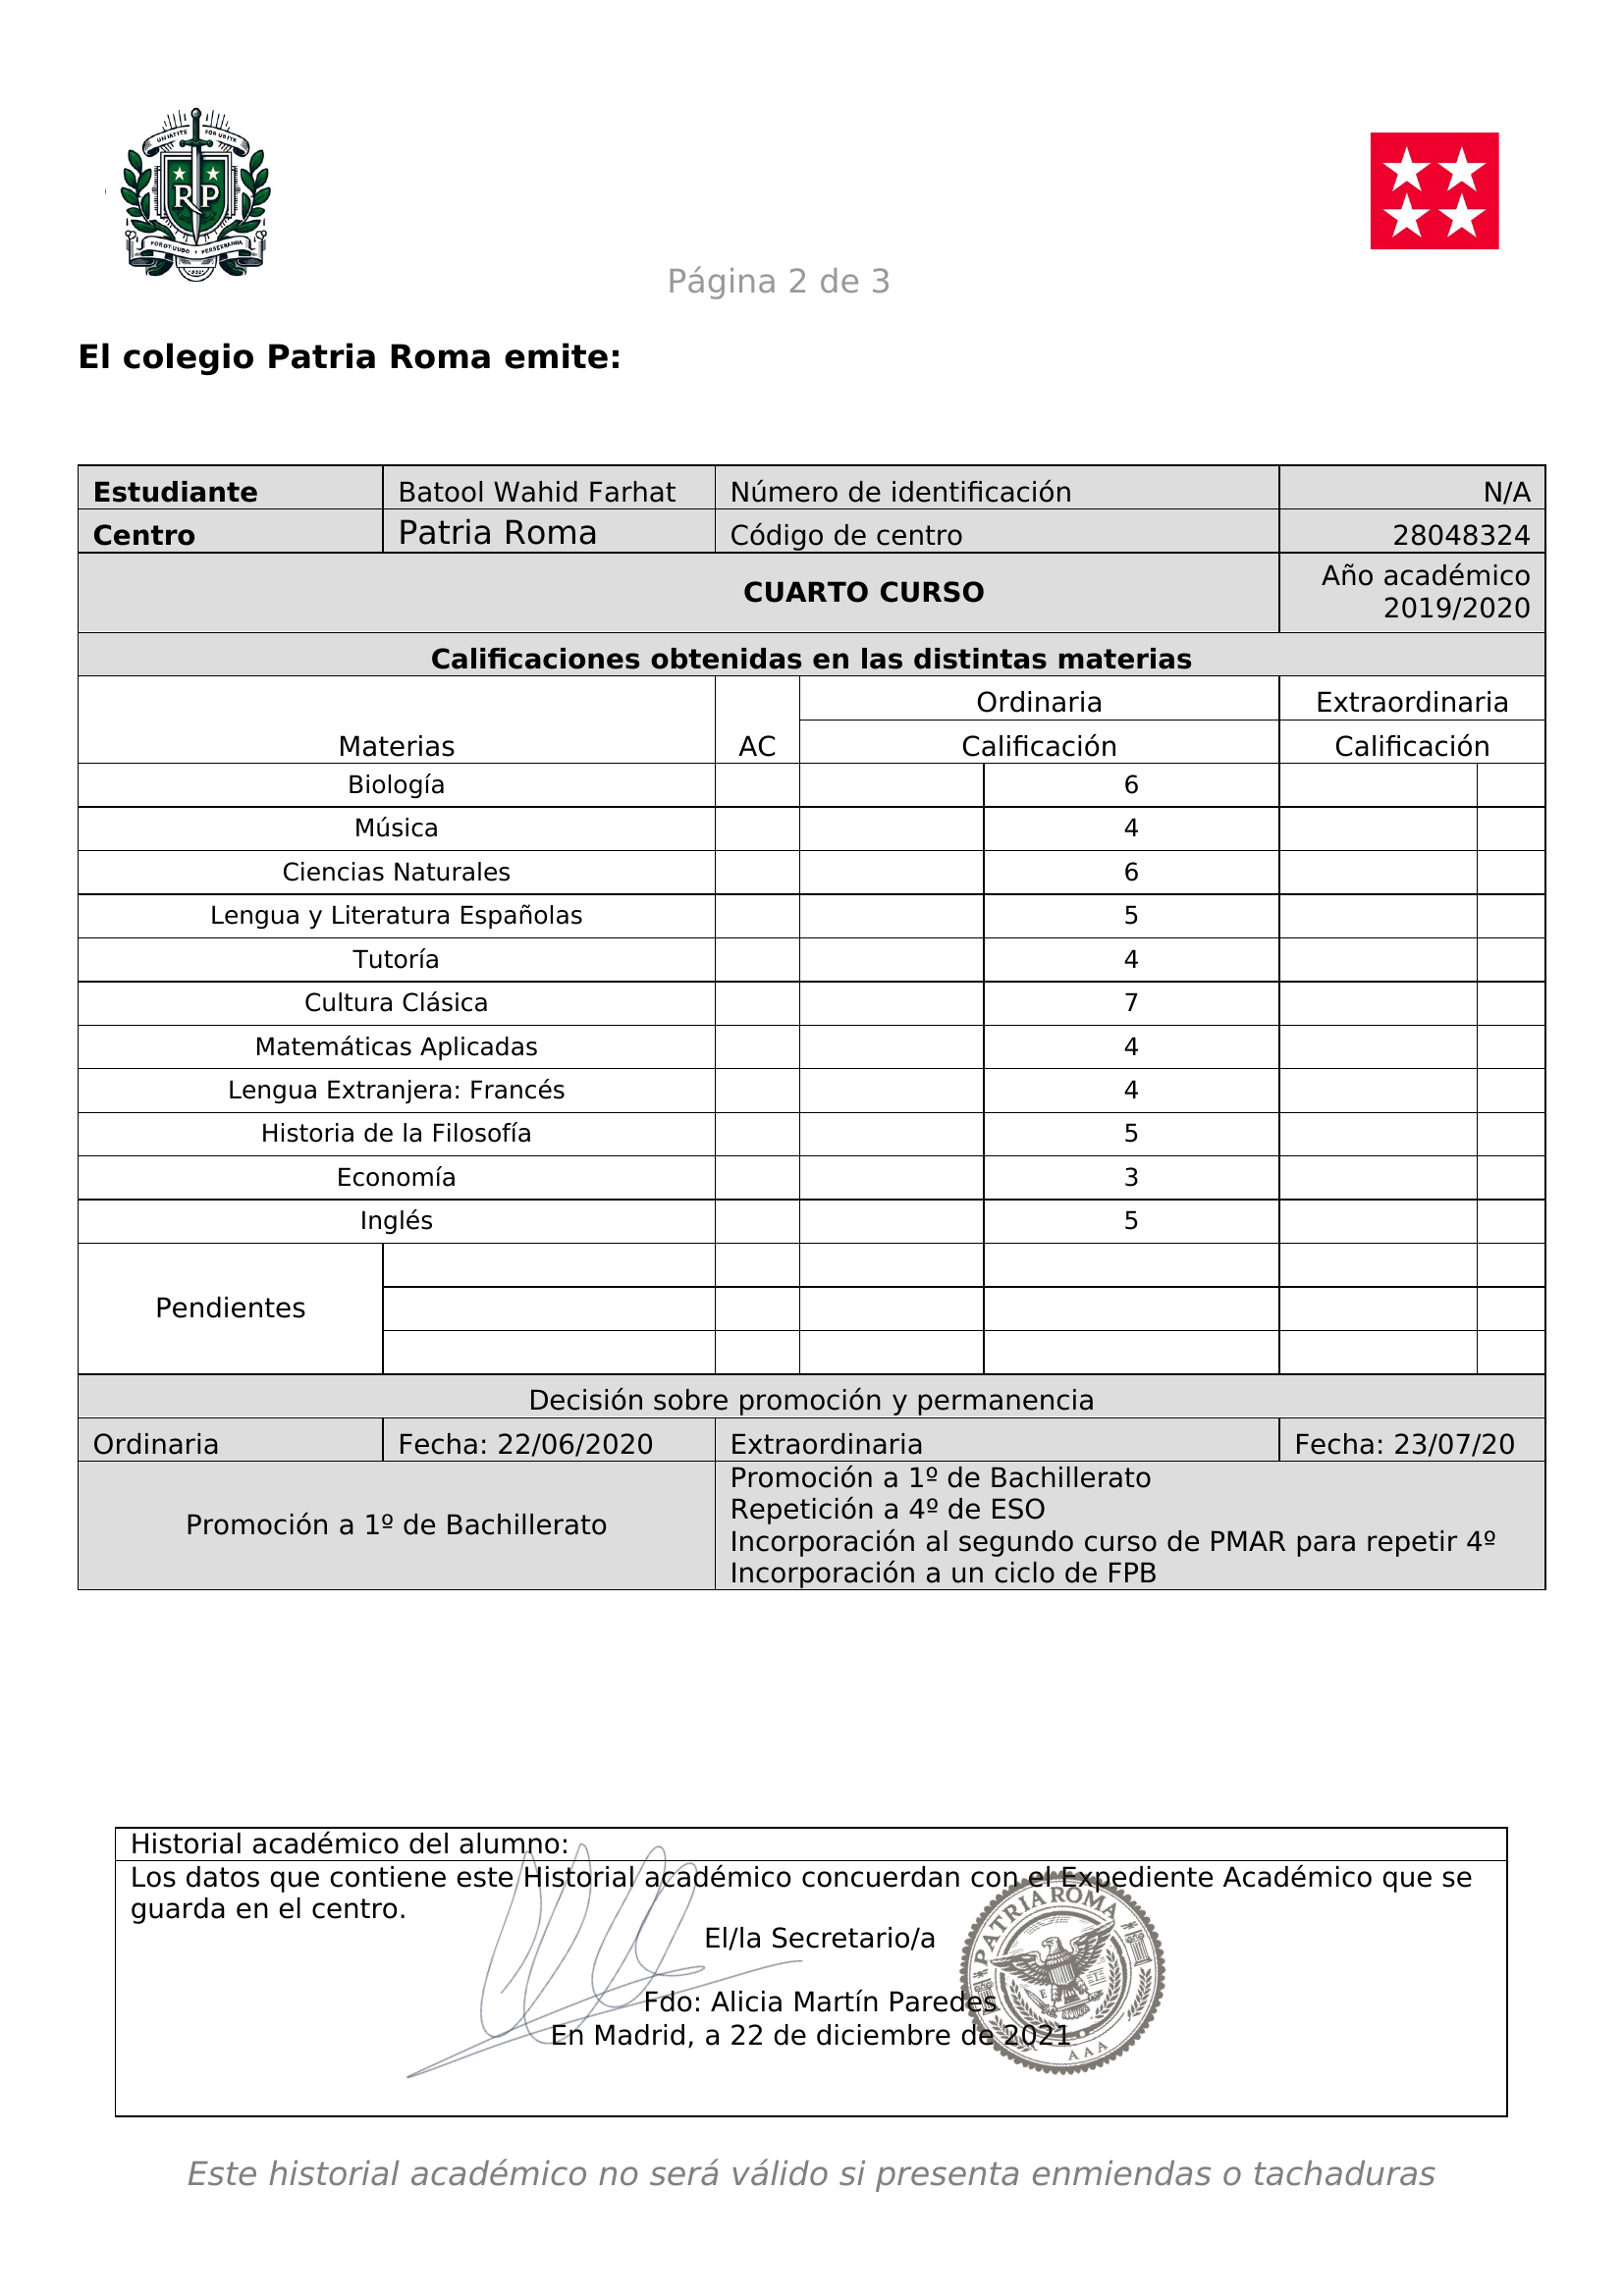 RP
Página 2 de 3
El colegio Patria Roma emite:
Estudiante Batool Wahid Farhat Número de identificación N/A
Centro Patria Roma Código de centro 28048324
CUARTO CURSO Año académico
2019/2020
Calificaciones obtenidas en las distintas materias
Ordinaria Extraordinaria
Materias AC Calificación Calificación
Biología 6
Música 4
Ciencias Naturales 6
Lengua y Literatura Españolas 5
Tutoría 4
Cultura Clásica 7
Matemáticas Aplicadas 4
Lengua Extranjera: Francés 4
Historia de la Filosofía 5
Economía 3
Inglés 5
Pendientes
Decisión sobre promoción y permanencia
Ordinaria Fecha: 22/06/2020 Extraordinaria Fecha: 23/07/20
Promoción a 1º de Bachillerato
Promoción a 1º de Bachillerato
Repetición a 4º de ESO
Incorporación al segundo curso de PMAR para repetir 4º
Incorporación a un ciclo de FPB
Historial académico del alumno:
Los datos que contiene este Historial académico concuerdan con el Expediente Académico que se
guarda en el centro.
El/la Secretario/a
Fdo: Alicia Martín Paredes
En Madrid, a 22 de diciembre de 2021
PATRIA ROMA
AAA
Este historial académico no será válido si presenta enmiendas o tachaduras